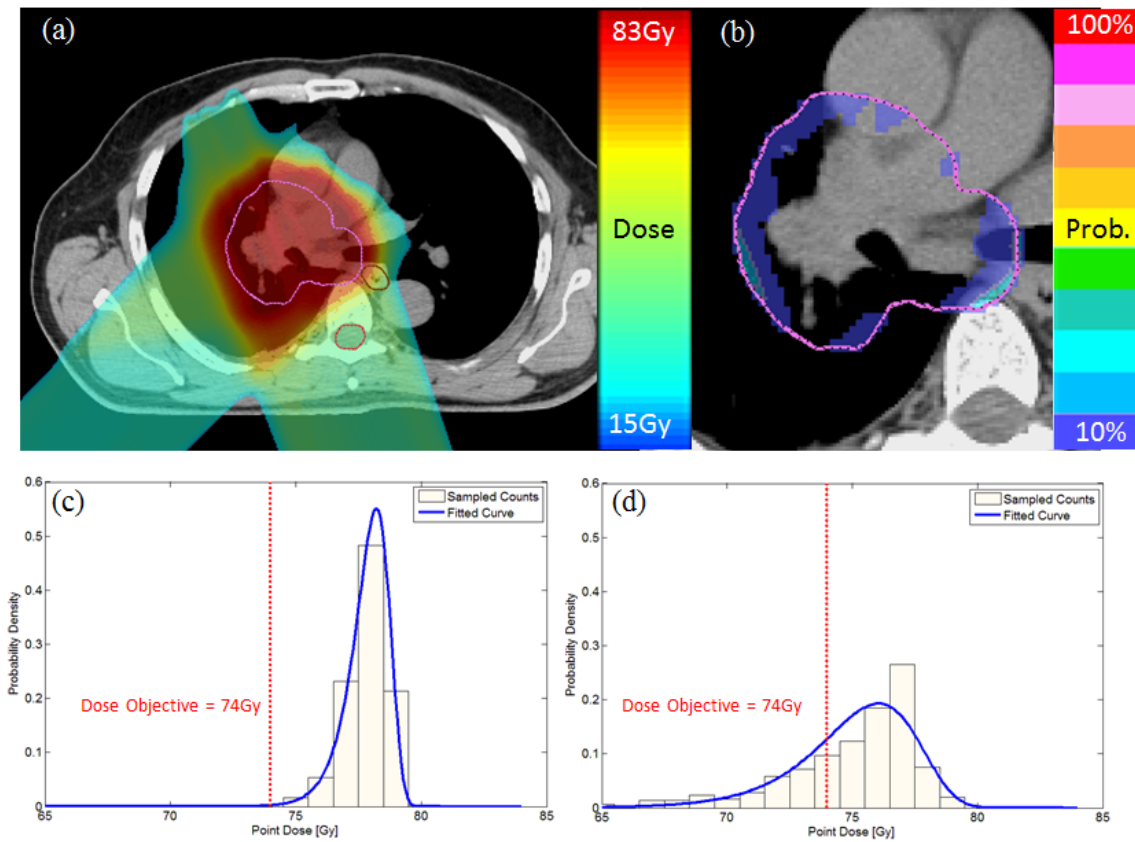 (a)
83Gy
Dose
15Gy
(b)
100%
Prob.
10%
(c)
Sampled Counts
Fitted Curve
Dose Objective = 74Gy
Probability Density
0.6
0.5
0.4
0.3
0.2
0.1
0
65
70
75
80
85
Point Dose [Gy]
(d)
Sampled Counts
Fitted Curve
Dose Objective = 74Gy
Probability Density
0.6
0.5
0.4
0.3
0.2
0.1
0
65
70
75
80
85
Point Dose [Gy]